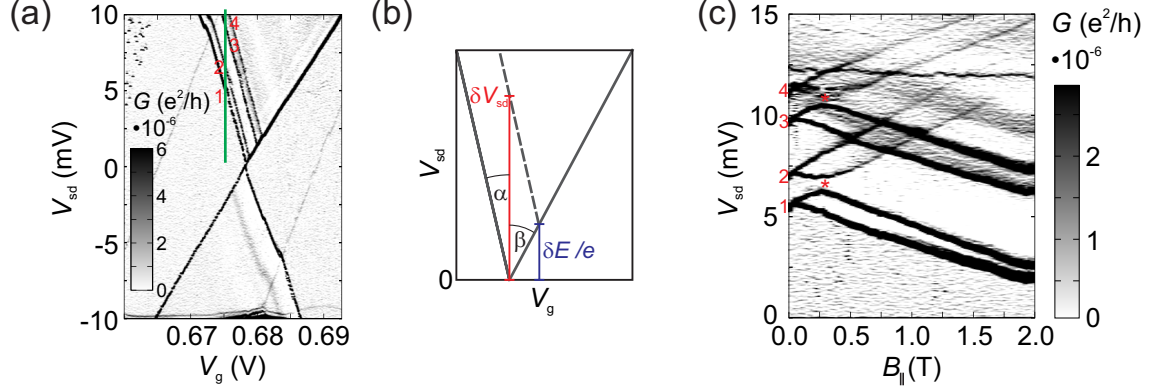 (a)
10
5
0
-5
-10
V_sd (mV)
0.67
0.68
0.69
V_g (V)
4
3
2
1
G (e²/h)
•10⁻⁶
6
4
2
0
(b)
V_sd
0
δV_sd
α
β
δE/e
V_g
(c)
15
10
5
0
V_sd (mV)
4
3
2
1
*
*
0.0
0.5
1.0
1.5
2.0
B_∥(T)
G (e²/h)
•10⁻⁶
2
1
0